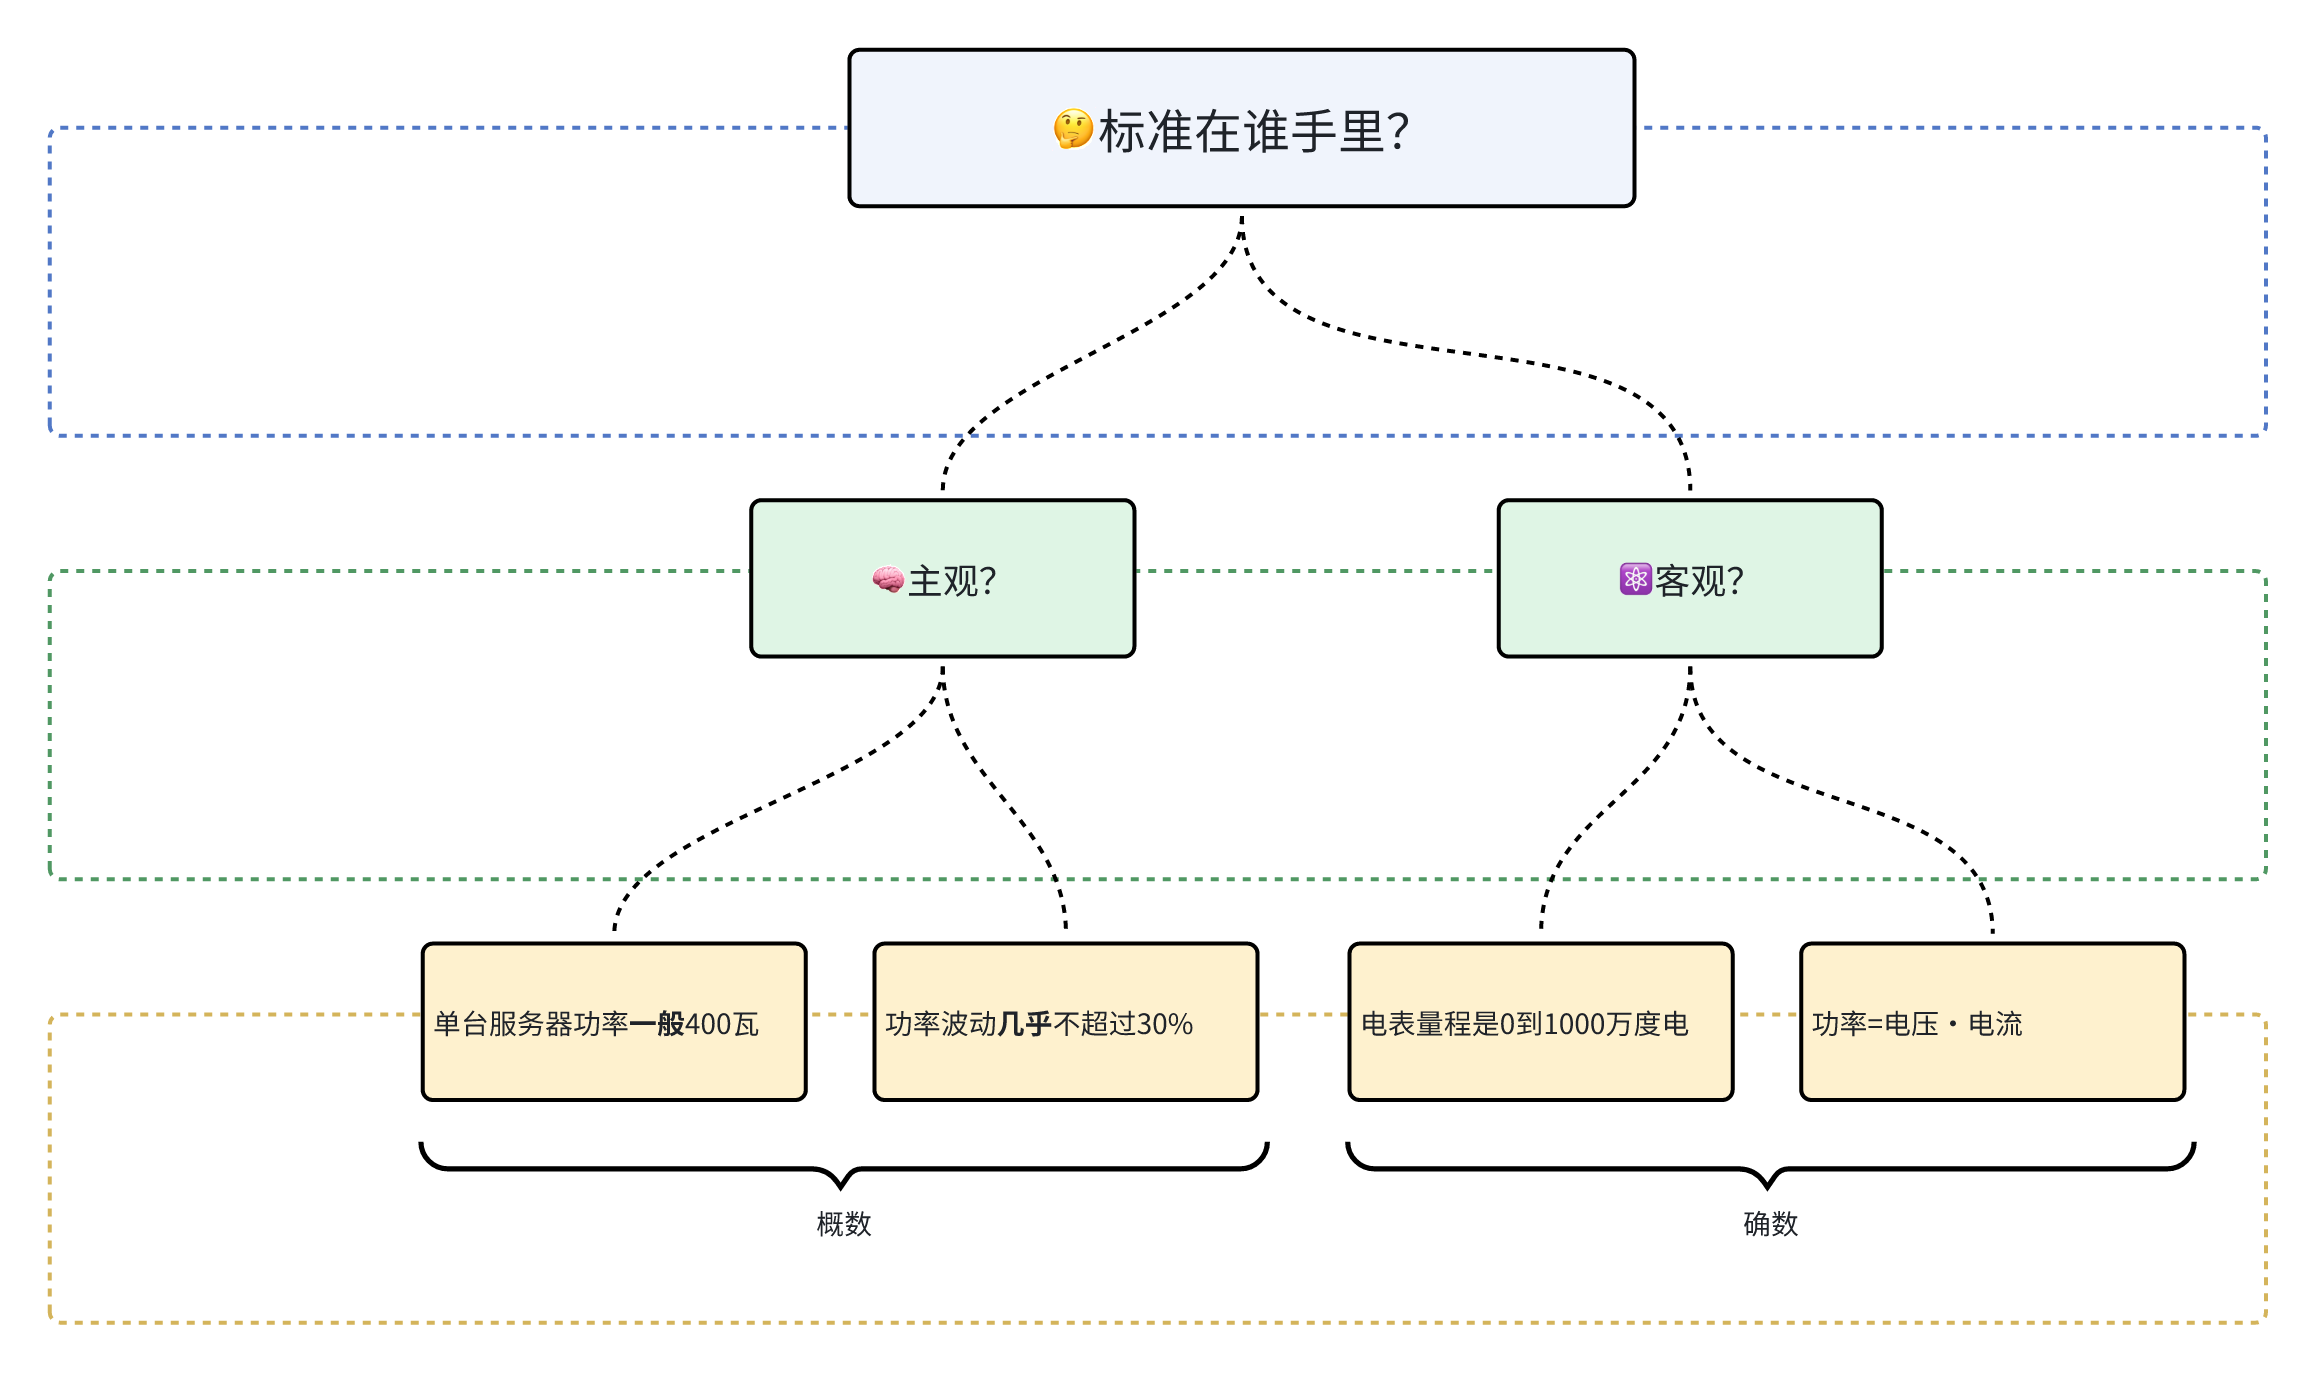 🤔标准在谁手里？
🧠主观？
⚛️客观？
单台服务器功率一般400瓦
功率波动几乎不超过30%
电表量程是0到1000万度电
功率=电压·电流
概数
确数